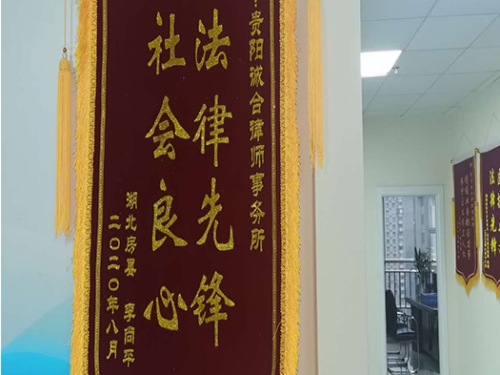 贵阳诚合律师事务所
法律先锋
社会良心
湖北房县 李向平
二〇二〇年八月